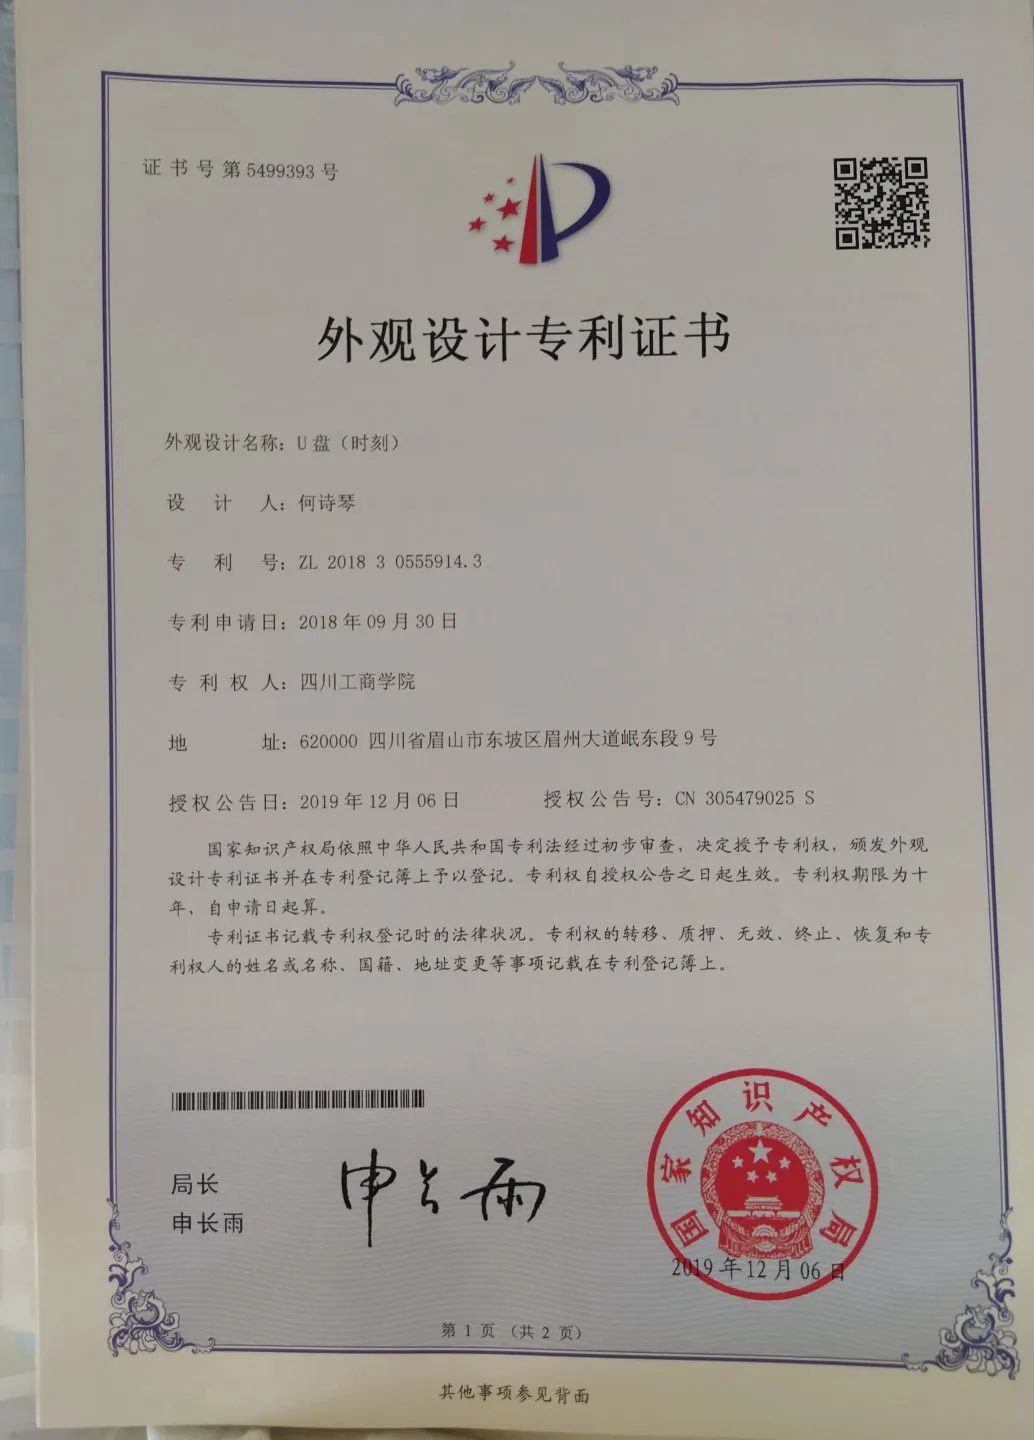 证书号第5499393号
外观设计专利证书
外观设计名称：U盘（时刻）
设计人：何诗琴
专利号：ZL 2018 3 0555914.3
专利申请日：2018年09月30日
专利权人：四川工商学院
地址：620000 四川省眉山市东坡区眉州大道岷东段9号
授权公告日：2019年12月06日 授权公告号：CN 305479025 S
国家知识产权局依照中华人民共和国专利法经过初步审查，决定授予专利权，颁发外观
设计专利证书并在专利登记簿上予以登记。专利权自授权公告之日起生效。专利权期限为十
年，自申请日起算。
专利证书记载专利权登记时的法律状况。专利权的转移、质押、无效、终止、恢复和专
利权人的姓名或名称、国籍、地址变更等事项记载在专利登记簿上。
局长
申长雨
申长雨
国家知识产权局
2019年12月06日
第1页（共2页）
其他事项参见背面